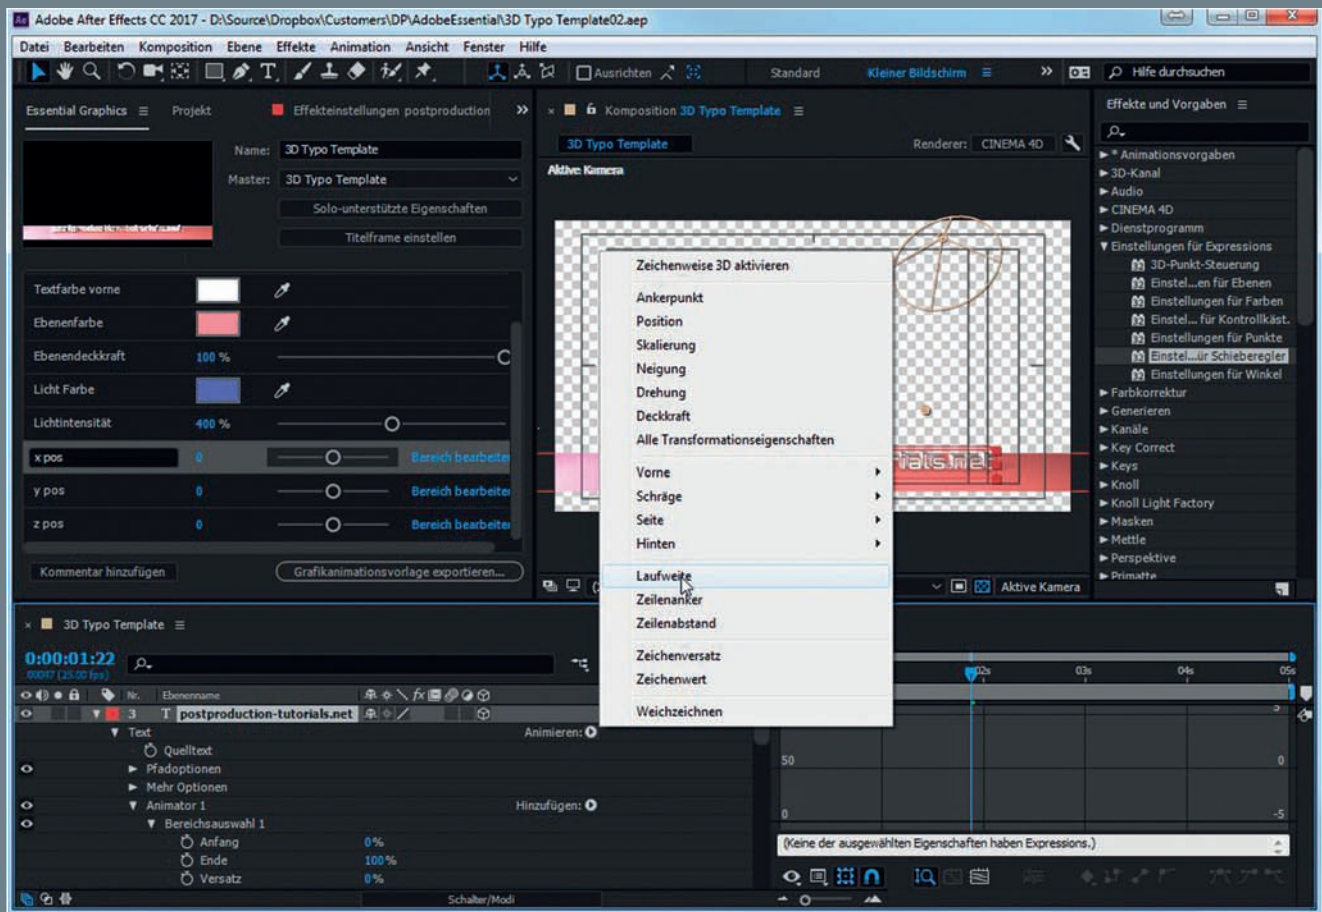 Adobe After Effects CC 2017 - D:\Source\Dropbox\Customers\DP\AdobeEssential\3D Typo Template02.aep
Datei Bearbeiten Komposition Ebene Effekte Animation Ansicht Fenster Hilfe
Ausrichten Standard Kleiner Bildschirm Hilfe durchsuchen
Essential Graphics Projekt Effekteinstellungen postproduction
Komposition 3D Typo Template
Effekte und Vorgaben
Name: 3D Typo Template
Master: 3D Typo Template
Solo-unterstützte Eigenschaften
Titelframe einstellen
3D Typo Template Renderer: CINEMA 4D
Aktive Kamera
Textfarbe vorne
Ebenenfarbe
Ebenendeckkraft 100 %
Licht Farbe
Lichtintensität 400 %
x pos 0 Bereich bearbeite
y pos 0 Bereich bearbeite
z pos 0 Bereich bearbeite
Kommentar hinzufügen Grafikanimationsvorlage exportieren...
Zeichenweise 3D aktivieren
Ankerpunkt
Position
Skalierung
Neigung
Drehung
Deckkraft
Alle Transformationseigenschaften
Vorne
Schräge
Seite
Hinten
Laufweite
Zeilenanker
Zeilenabstand
Zeichenversatz
Zeichenwert
Weichzeichnen
rials.net
Aktive Kamera
* Animationsvorgaben
3D-Kanal
Audio
CINEMA 4D
Dienstprogramm
Einstellungen für Expressions
3D-Punkt-Steuerung
Einstel...en für Ebenen
Einstellungen für Farben
Einstel... für Kontrollkäst.
Einstellungen für Punkte
Einstel...ür Schieberegler
Einstellungen für Winkel
Farbkorrektur
Generieren
Kanäle
Key Correct
Keys
Knoll
Knoll Light Factory
Masken
Mettle
Perspektive
Primatte
3D Typo Template
0:00:01:22
00047 (25.00 fps)
Nr. Ebenenname
3 T postproduction-tutorials.net
Text Animieren:
Quelltext
Pfadoptionen
Mehr Optionen
Animator 1 Hinzufügen:
Bereichsauswahl 1
Anfang 0%
Ende 100%
Versatz 0%
Schalter/Modi
02s 03s 04s 05s
5
50 0
0 -5
(Keine der ausgewählten Eigenschaften haben Expressions.)